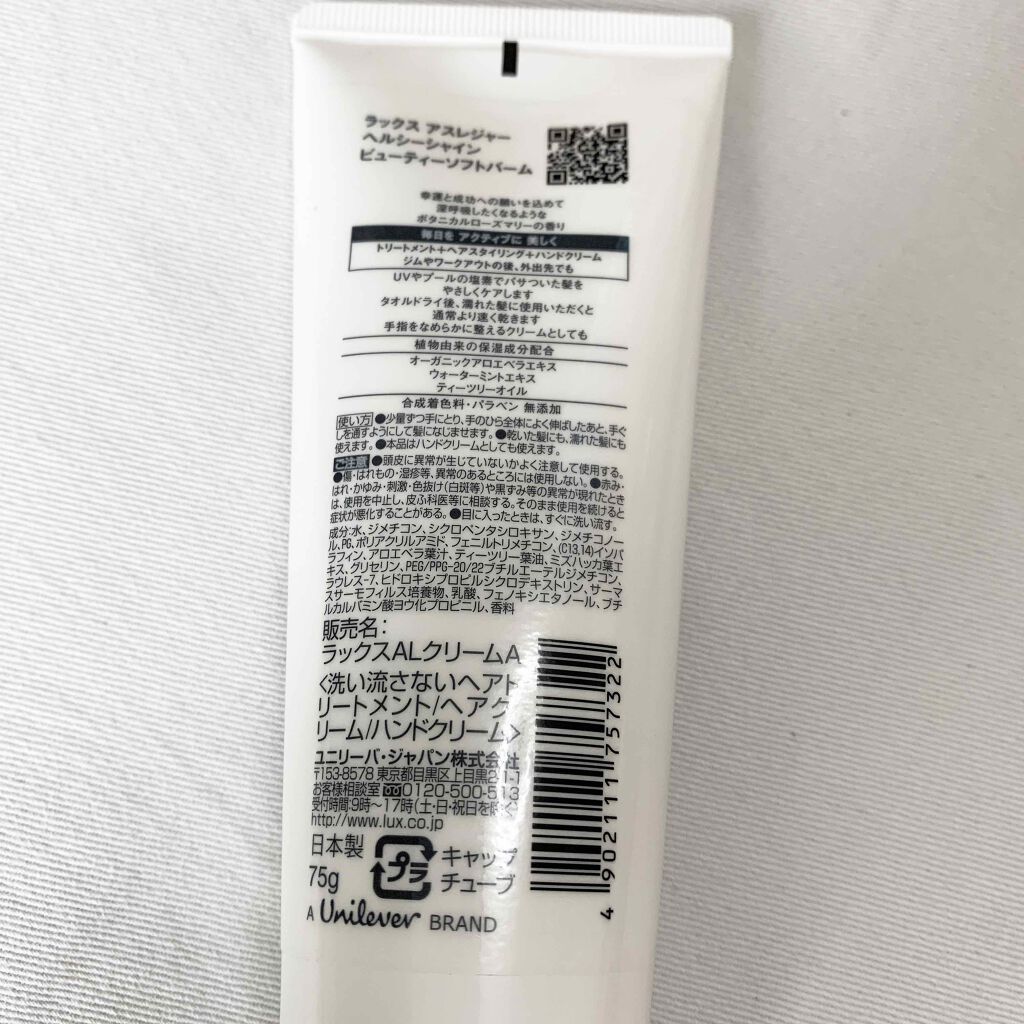 ラックス アスレジャー
ヘルシーシャイン
ビューティーソフトバーム
幸運と成功への願いを込めて
深呼吸したくなるような
ボタニカルローズマリーの香り
毎日を アクティブに 美しく
トリートメント+ヘアスタイリング+ハンドクリーム
ジムやワークアウトの後、外出先でも
UVやプールの塩素でパサついた髪を
やさしくケアします
タオルドライ後、濡れた髪に使用いただくと
通常より速く乾きます
手指をなめらかに整えるクリームとしても
植物由来の保湿成分配合
オーガニックアロエベラエキス
ウォーターミントエキス
ティーツリーオイル
合成着色料・パラベン 無添加
使い方 ●少量ずつ手にとり、手のひら全体によく伸ばしたあと、手ぐ
しを通すようにして髪になじませます。●乾いた髪にも、濡れた髪にも
使えます。●本品はハンドクリームとしても使えます。
ご注意 ●頭皮に異常が生じていないかよく注意して使用する。
●傷・はれもの・湿疹等、異常のあるところには使用しない。●赤み・
はれ・かゆみ・刺激・色抜け(白斑等)や黒ずみ等の異常が現れたとき
は、使用を中止し、皮ふ科医等に相談する。そのまま使用を続けると
症状が悪化することがある。●目に入ったときは、すぐに洗い流す。
成分:水、ジメチコン、シクロペンタシロキサン、ジメチコノー
ル、PG、ポリアクリルアミド、フェニルトリメチコン、(C13,14)イソパ
ラフィン、アロエベラ葉汁、ティーツリー葉油、ミズハッカ葉エ
キス、グリセリン、PEG/PPG-20/22ブチルエーテルジメチコン、
ラウレス-7、ヒドロキシプロピルシクロデキストリン、サーマ
ススサーモフィルス培養物、乳酸、フェノキシエタノール、ブチ
ルカルバミン酸ヨウ化プロピニル、香料
販売名:
ラックスALクリームA
<洗い流さないヘアト
リートメント/ヘアク
リーム/ハンドクリーム>
ユニリーバ・ジャパン株式会社
〒153-8578 東京都目黒区上目黒2-1-1
お客様相談室 0120-500-513
受付時間:9時～17時(土・日・祝日を除く)
http://www.lux.co.jp
日本製
75g
プラ
キャップ
チューブ
A Unilever BRAND
4 902111 757322